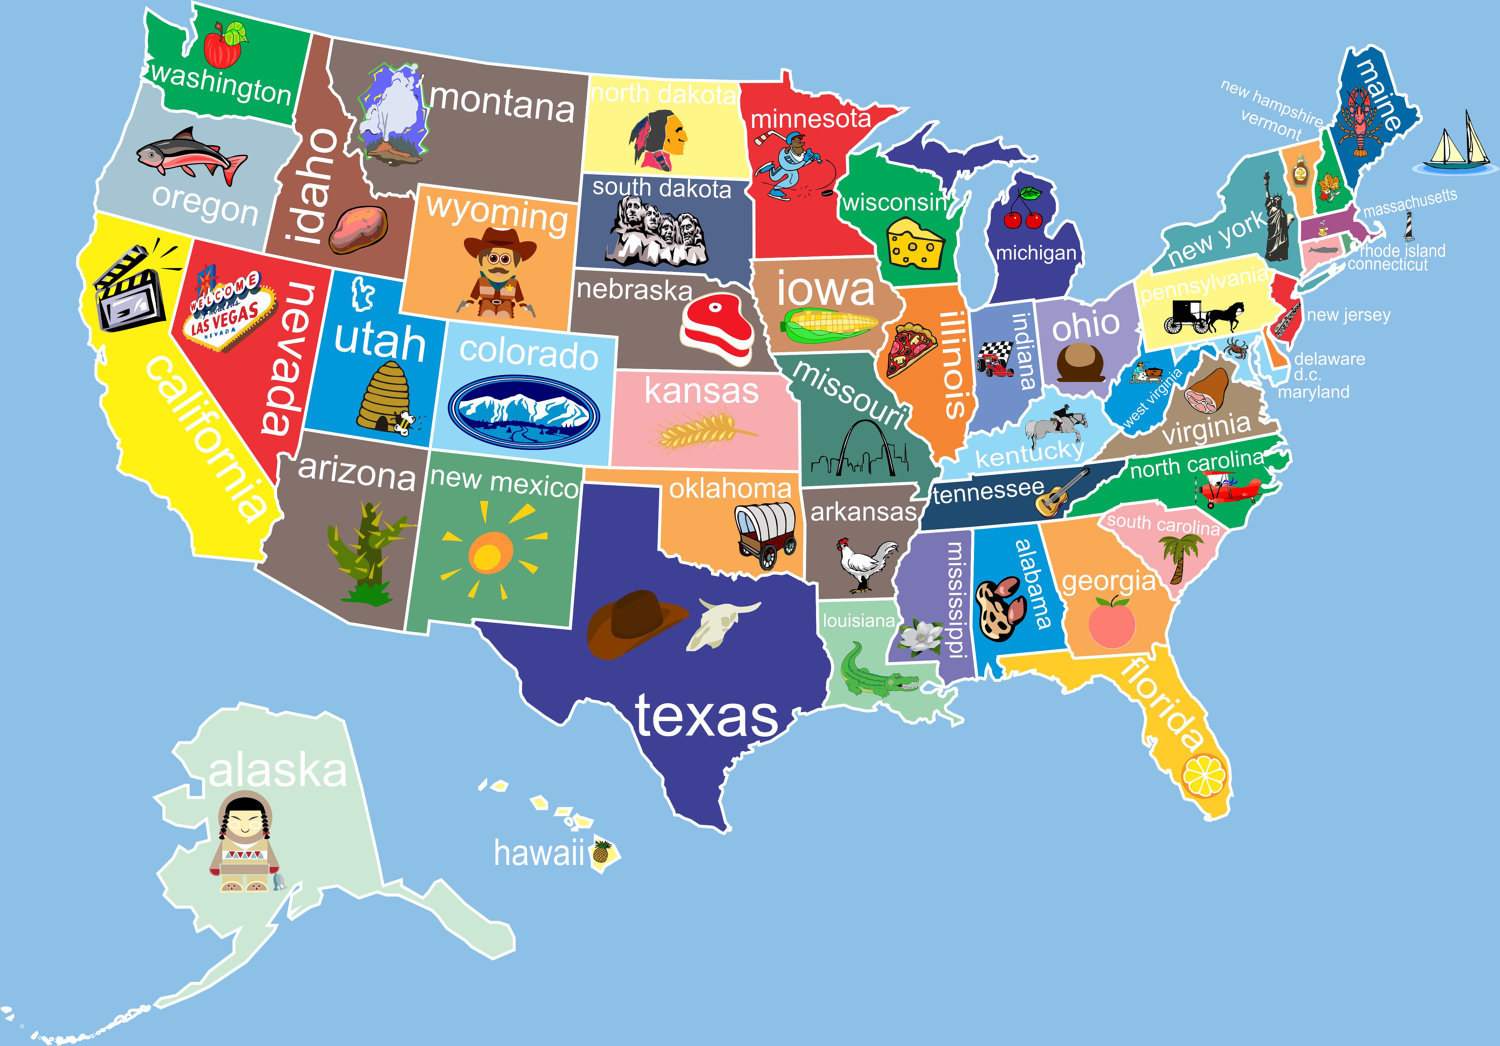 washington
montana
north dakota
minnesota
maine
new hampshire
vermont
oregon
idaho
wyoming
south dakota
wisconsin
michigan
new york
massachusetts
rhode island
connecticut
WELCOME
TO Fabulous
LAS VEGAS
NEVADA
nevada
utah
colorado
nebraska
iowa
illinois
indiana
ohio
pennsylvania
new jersey
delaware
d.c.
maryland
california
kansas
missouri
kentucky
west virginia
virginia
arizona
new mexico
oklahoma
arkansas
tennessee
north carolina
south carolina
texas
louisiana
mississippi
alabama
georgia
florida
alaska
hawaii